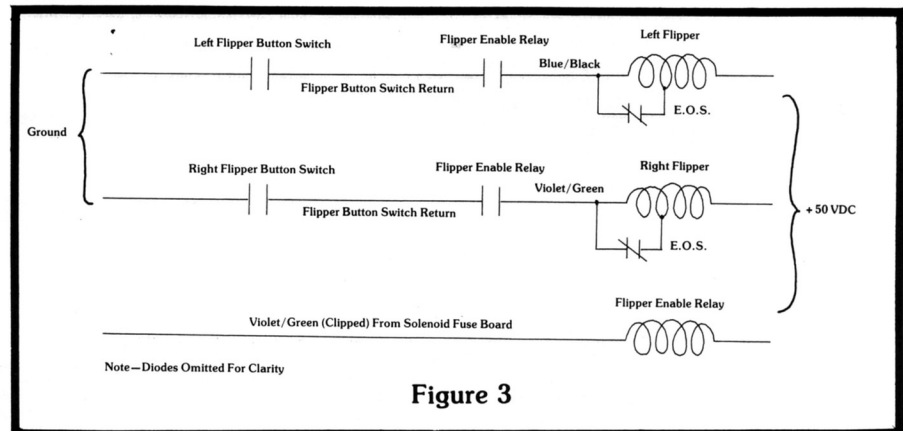 Left Flipper Button Switch
Flipper Enable Relay
Left Flipper
Blue/Black
Flipper Button Switch Return
E.O.S.
Ground
Right Flipper Button Switch
Flipper Enable Relay
Right Flipper
Violet/Green
Flipper Button Switch Return
+50 VDC
E.O.S.
Flipper Enable Relay
Violet/Green (Clipped) From Solenoid Fuse Board
Note—Diodes Omitted For Clarity
Figure 3